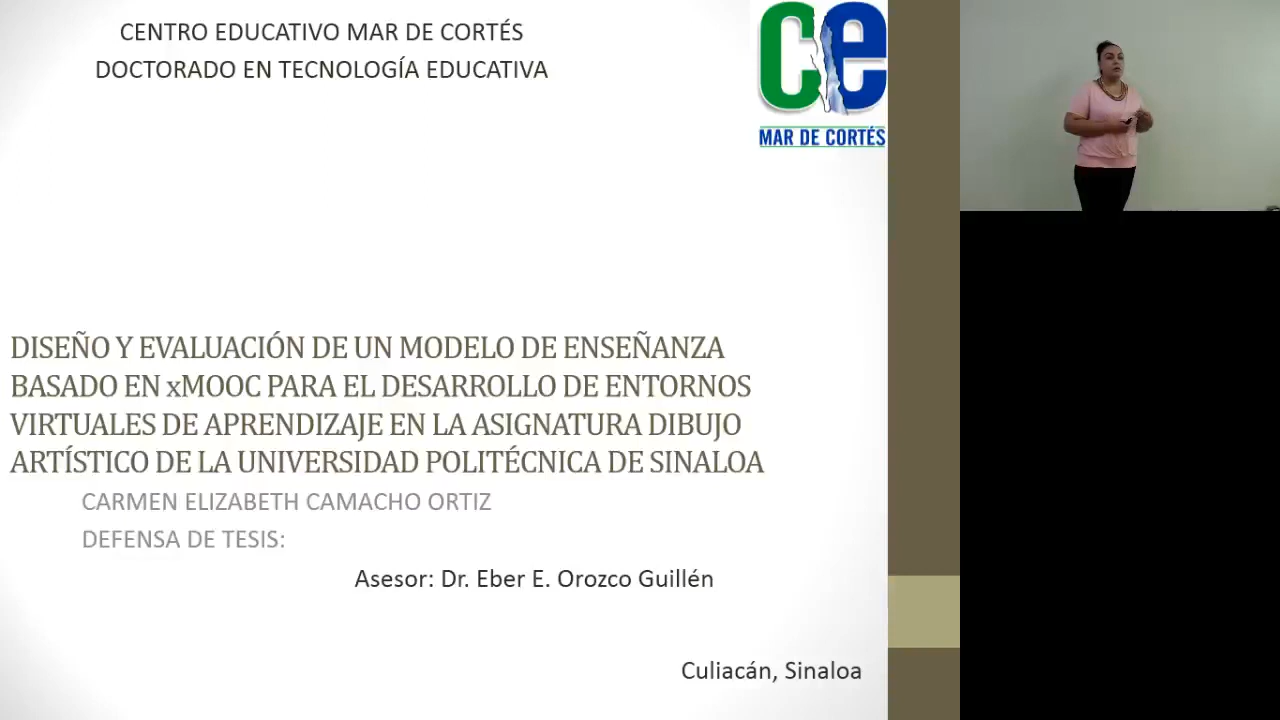 CENTRO EDUCATIVO MAR DE CORTÉS
DOCTORADO EN TECNOLOGÍA EDUCATIVA
ce
MAR DE CORTÉS
DISEÑO Y EVALUACIÓN DE UN MODELO DE ENSEÑANZA
BASADO EN xMOOC PARA EL DESARROLLO DE ENTORNOS
VIRTUALES DE APRENDIZAJE EN LA ASIGNATURA DIBUJO
ARTÍSTICO DE LA UNIVERSIDAD POLITÉCNICA DE SINALOA
CARMEN ELIZABETH CAMACHO ORTIZ
DEFENSA DE TESIS:
Asesor: Dr. Eber E. Orozco Guillén
Culiacán, Sinaloa